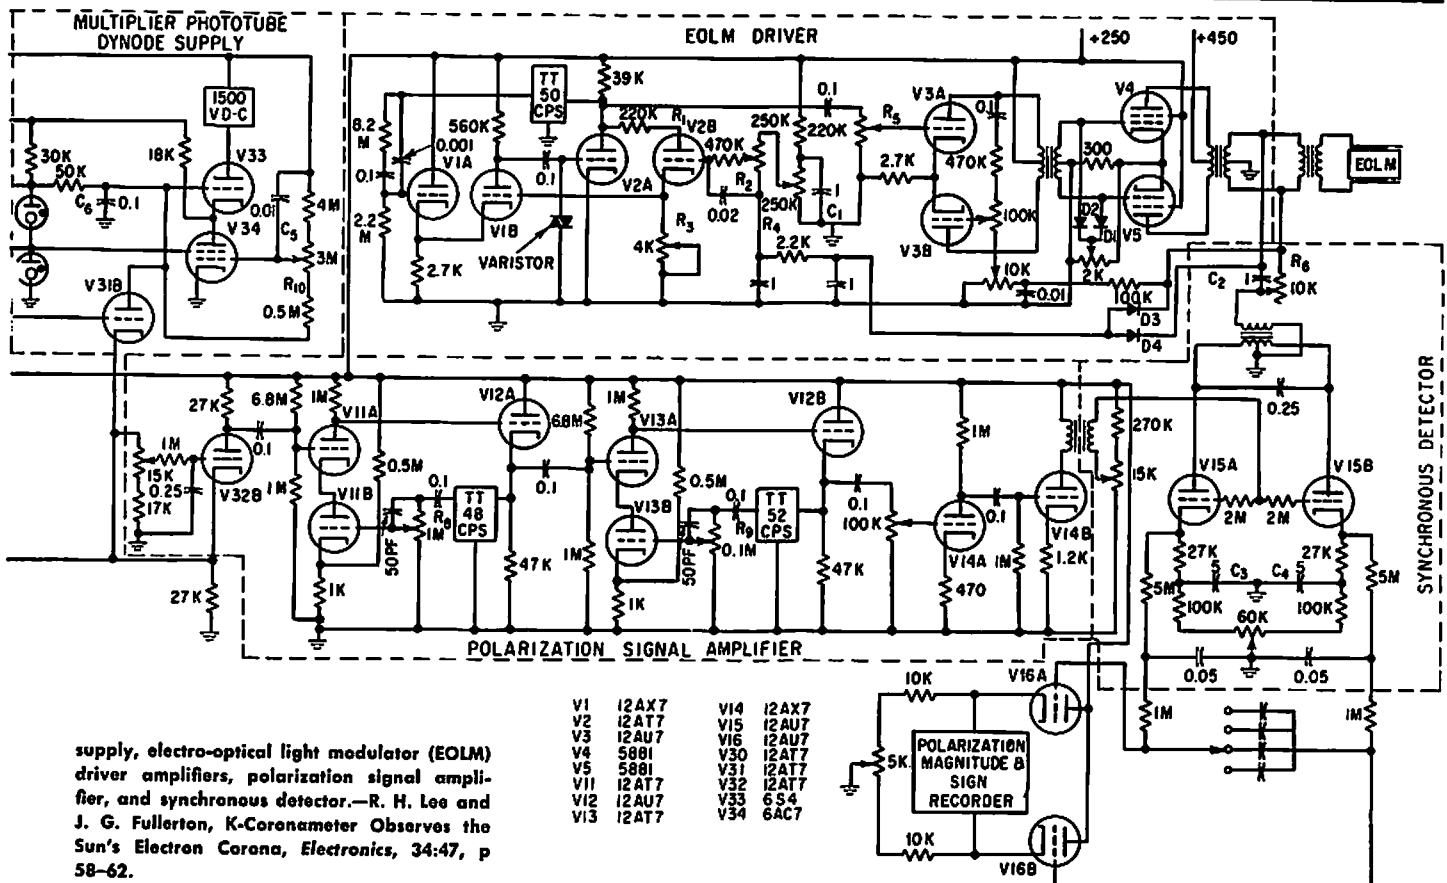 MULTIPLIER PHOTOTUBE
DYNODE SUPPLY
EOLM DRIVER
+250
+450
1500
VD-C
30K
50K
18K
V33
C6
0.1
0.01
C5
V34
4M
3M
R10
0.5M
V31B
8.2
M
0.1
2.2
M
0.001
V1A
560K
TT
50
CPS
39K
220K
R1
V2B
0.1
V1B
V2A
2.7K
VARISTOR
R3
4K
470K
R2
0.02
250K
250K
R4
2.2K
1
1
220K
0.1
R5
1
C1
2.7K
V3A
V3B
0.1
470K
100K
10K
0.01
100K
300
D2
D1
2K
V4
V5
D3
D4
EOLM
C2
1
R6
10K
27K
6.8M
0.1
1M
15K
0.25
17K
V32B
27K
1M
V11A
1M
V11B
1K
0.5M
50PF
0.1
R8
1M
TT
48
CPS
V12A
0.1
47K
6.8M
1M
1M
V13A
V13B
1K
0.5M
50PF
0.1
R9
0.1M
TT
52
CPS
V12B
0.1
100K
47K
1M
V14A
470
0.1
1M
V14B
1.2K
270K
15K
POLARIZATION SIGNAL AMPLIFIER
SYNCHRONOUS DETECTOR
0.25
V15A
V15B
2M
2M
27K
27K
5M
5M
5
C3
C4
5
100K
100K
60K
0.05
0.05
1M
1M
V16A
10K
5K
POLARIZATION
MAGNITUDE &
SIGN
RECORDER
10K
V16B
V1 12AX7
V2 12AT7
V3 12AU7
V4 5881
V5 5881
V11 12AT7
V12 12AU7
V13 12AT7
V14 12AX7
V15 12AU7
V16 12AU7
V30 12AT7
V31 12AT7
V32 12AT7
V33 6S4
V34 6AC7
supply, electro-optical light modulator (EOLM)
driver amplifiers, polarization signal ampli-
fier, and synchronous detector.—R. H. Lee and
J. G. Fullerton, K-Coronameter Observes the
Sun's Electron Corona, Electronics, 34:47, p
58–62.